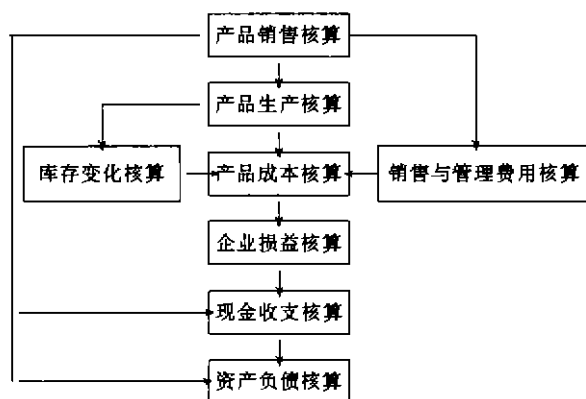 产品销售核算
产品生产核算
库存变化核算
产品成本核算
销售与管理费用核算
企业损益核算
现金收支核算
资产负债核算